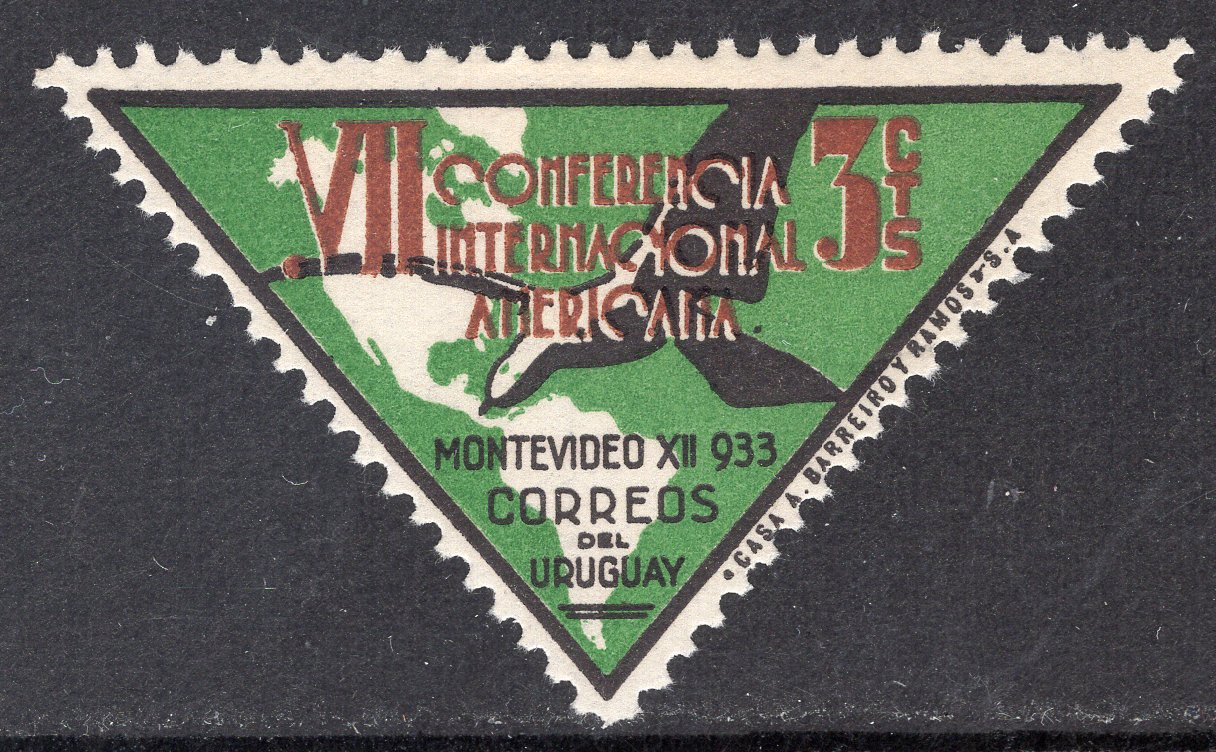 VII CONFERENCIA 3 CTS
INTERNACIONAL
AMERICANA.
MONTEVIDEO XII 933
CORREOS
DEL
URUGUAY
• CASA A. BARREIRO Y RAMOS • S. A